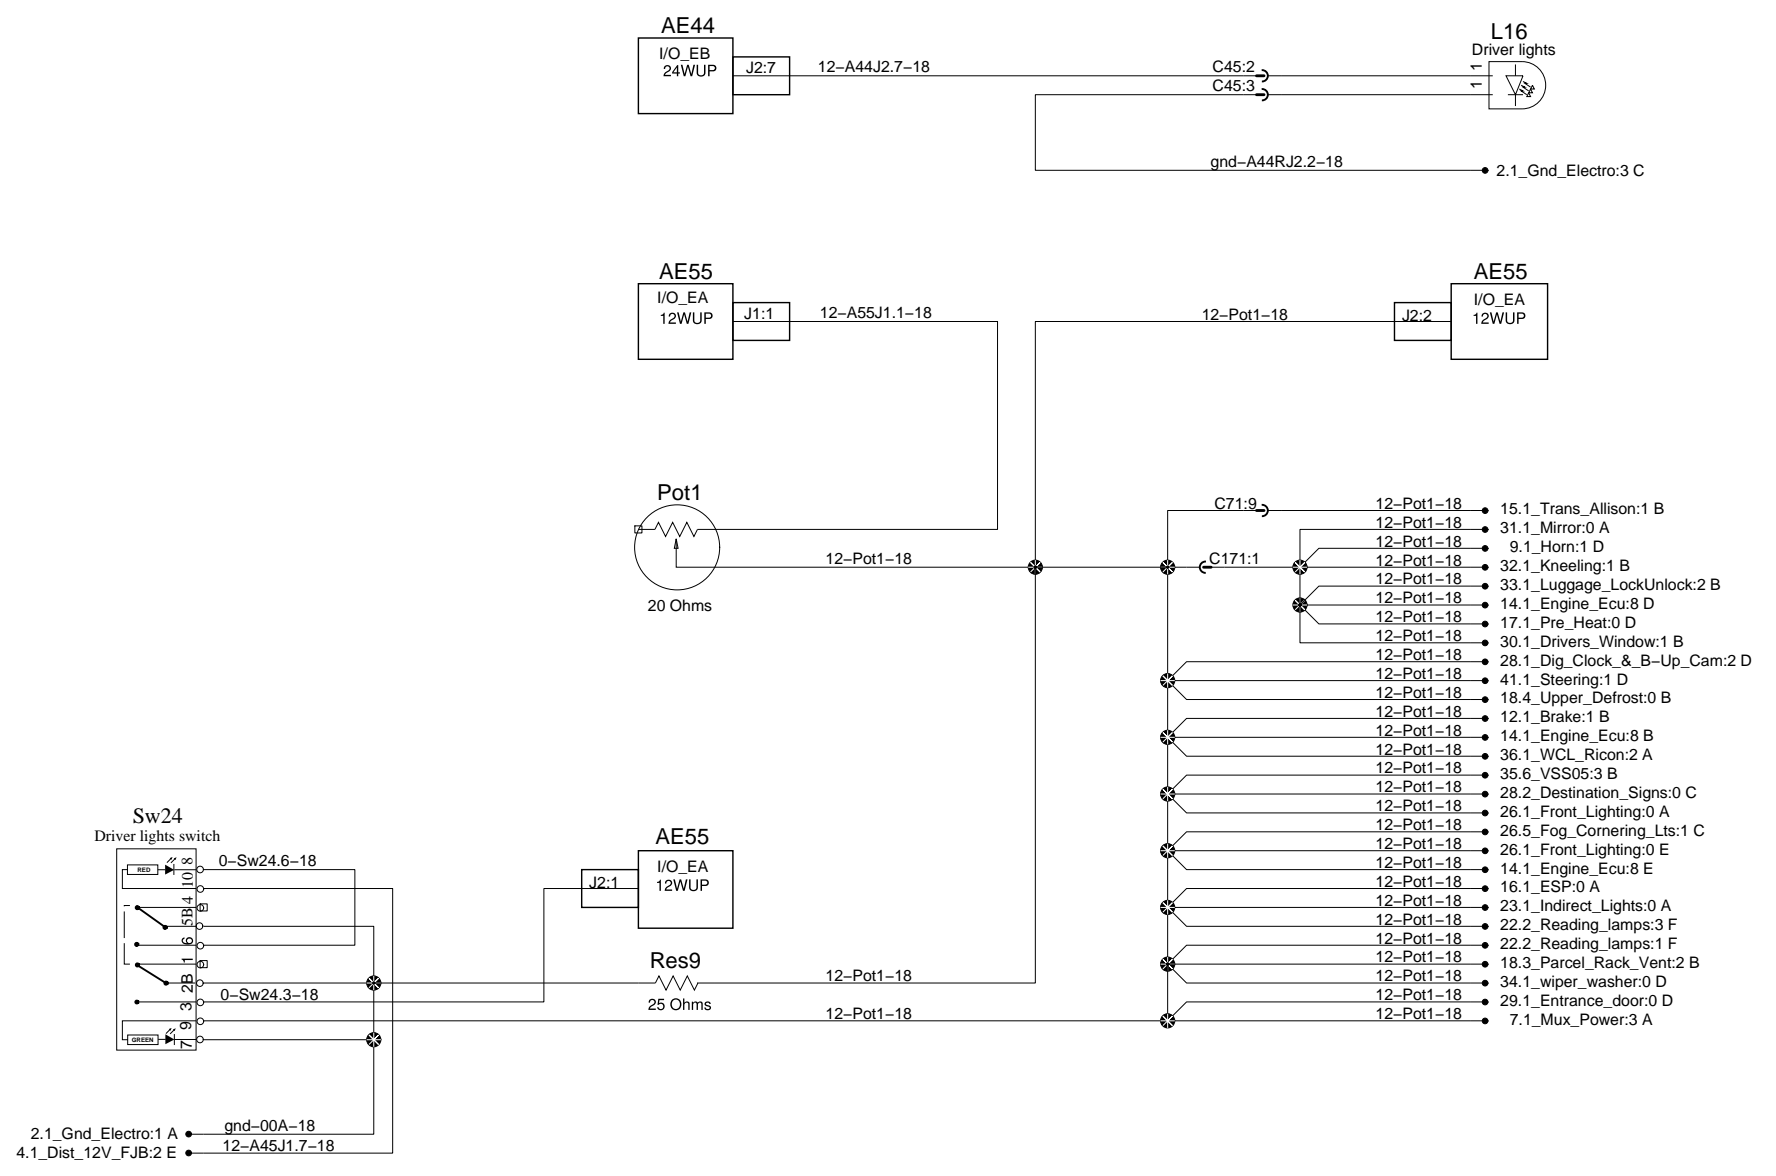 AE44
I/O_EB
24WUP
J2:7
12−A44J2.7−18
C45:2
C45:3
1
1
L16
Driver lights
gnd−A44RJ2.2−18
2.1_Gnd_Electro:3 C
AE55
I/O_EA
12WUP
J1:1
12−A55J1.1−18
12−Pot1−18
J2:2
AE55
I/O_EA
12WUP
Pot1
20 Ohms
12−Pot1−18
C71:9
C171:1
12−Pot1−18 15.1_Trans_Allison:1 B
12−Pot1−18 31.1_Mirror:0 A
12−Pot1−18 9.1_Horn:1 D
12−Pot1−18 32.1_Kneeling:1 B
12−Pot1−18 33.1_Luggage_LockUnlock:2 B
12−Pot1−18 14.1_Engine_Ecu:8 D
12−Pot1−18 17.1_Pre_Heat:0 D
12−Pot1−18 30.1_Drivers_Window:1 B
12−Pot1−18 28.1_Dig_Clock_&_B−Up_Cam:2 D
12−Pot1−18 41.1_Steering:1 D
12−Pot1−18 18.4_Upper_Defrost:0 B
12−Pot1−18 12.1_Brake:1 B
12−Pot1−18 14.1_Engine_Ecu:8 B
12−Pot1−18 36.1_WCL_Ricon:2 A
12−Pot1−18 35.6_VSS05:3 B
12−Pot1−18 28.2_Destination_Signs:0 C
12−Pot1−18 26.1_Front_Lighting:0 A
12−Pot1−18 26.5_Fog_Cornering_Lts:1 C
12−Pot1−18 26.1_Front_Lighting:0 E
12−Pot1−18 14.1_Engine_Ecu:8 E
12−Pot1−18 16.1_ESP:0 A
12−Pot1−18 23.1_Indirect_Lights:0 A
12−Pot1−18 22.2_Reading_lamps:3 F
12−Pot1−18 22.2_Reading_lamps:1 F
12−Pot1−18 18.3_Parcel_Rack_Vent:2 B
12−Pot1−18 34.1_wiper_washer:0 D
12−Pot1−18 29.1_Entrance_door:0 D
12−Pot1−18 7.1_Mux_Power:3 A
Sw24
Driver lights switch
RED
8
10
4
5B
6
1
2B
3
9
7
GREEN
0−Sw24.6−18
0−Sw24.3−18
J2:1
AE55
I/O_EA
12WUP
Res9
25 Ohms
12−Pot1−18
12−Pot1−18
2.1_Gnd_Electro:1 A
gnd−00A−18
4.1_Dist_12V_FJB:2 E
12−A45J1.7−18